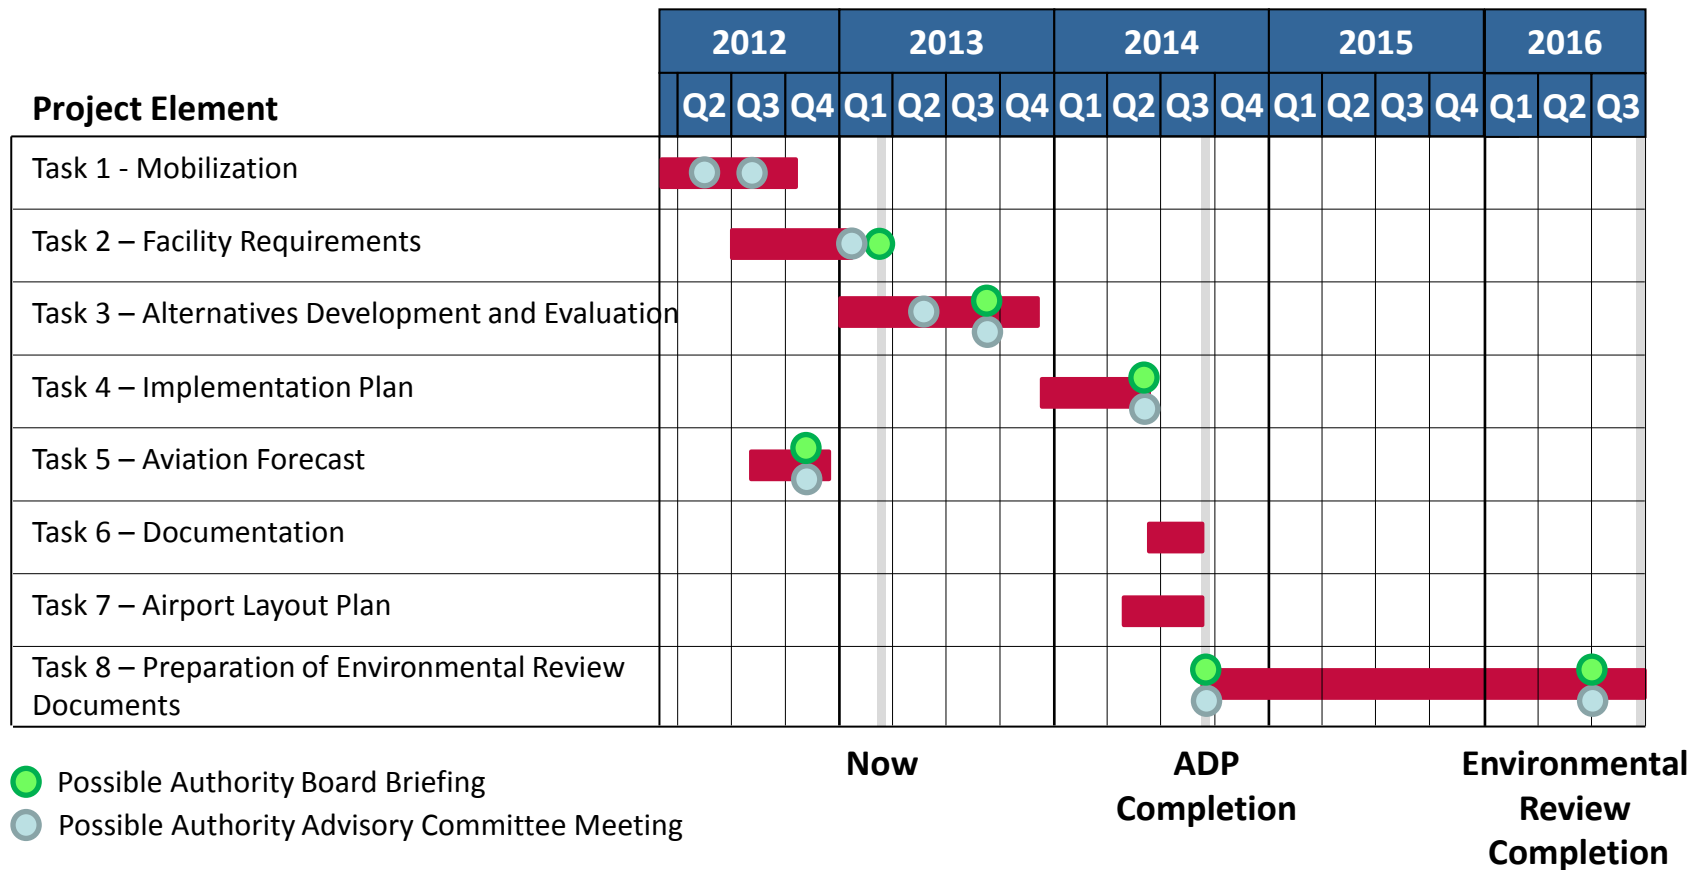 2012 2013 2014 2015 2016
Project Element Q2 Q3 Q4 Q1 Q2 Q3 Q4 Q1 Q2 Q3 Q4 Q1 Q2 Q3 Q4 Q1 Q2 Q3
Task 1 - Mobilization
Task 2 – Facility Requirements
Task 3 – Alternatives Development and Evaluation
Task 4 – Implementation Plan
Task 5 – Aviation Forecast
Task 6 – Documentation
Task 7 – Airport Layout Plan
Task 8 – Preparation of Environmental Review
Documents
Now
ADP
Completion
Environmental
Review
Completion
Possible Authority Board Briefing
Possible Authority Advisory Committee Meeting